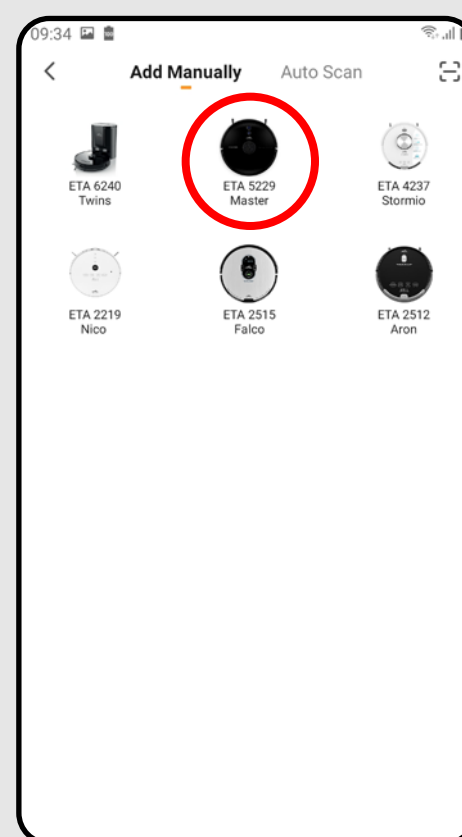 09:34
Add Manually Auto Scan
ETA 6240
Twins
ETA 5229
Master
ETA 4237
Stormio
ETA 2219
Nico
ETA 2515
Falco
ETA 2512
Aron